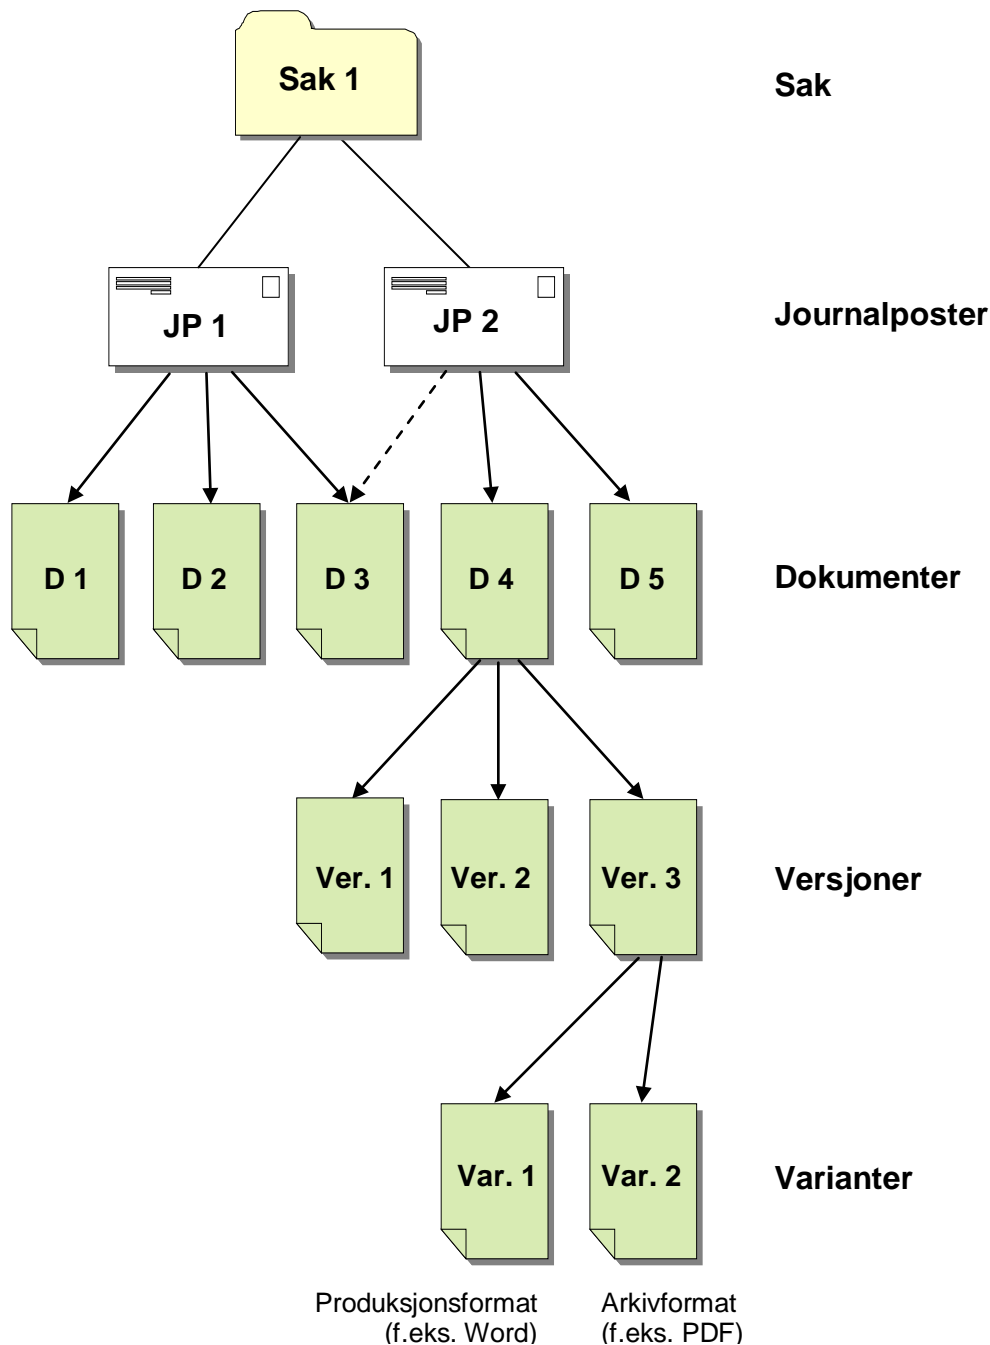 Sak 1
Sak
JP 1
JP 2
Journalposter
D 1
D 2
D 3
D 4
D 5
Dokumenter
Ver. 1
Ver. 2
Ver. 3
Versjoner
Var. 1
Var. 2
Varianter
Produksjonsformat
(f.eks. Word)
Arkivformat
(f.eks. PDF)